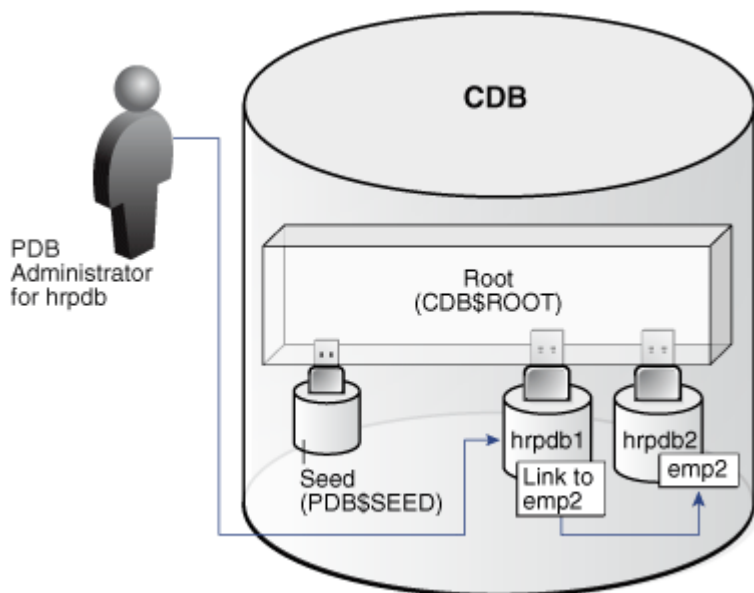 CDB
PDB
Administrator
for hrpdb
Root
(CDB$ROOT)
Seed
(PDB$SEED)
hrpdb1
Link to
emp2
hrpdb2
emp2